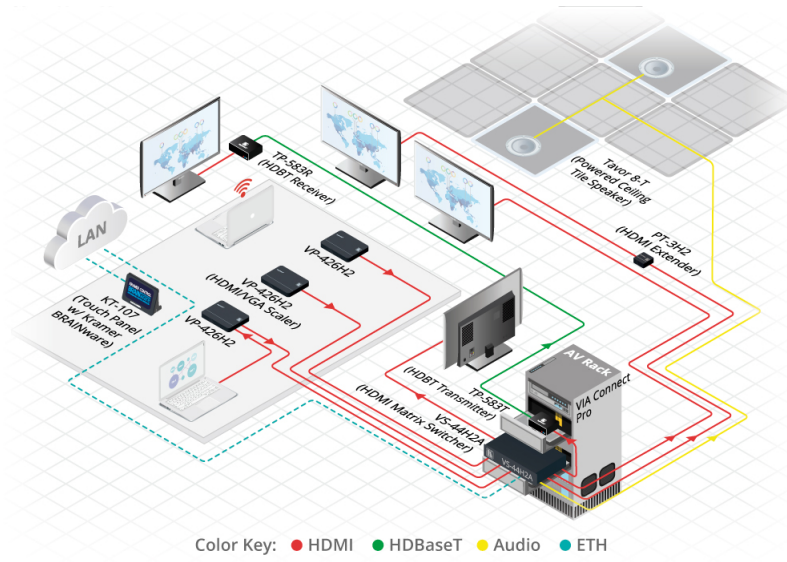 TP-583R
(HDBT Receiver)
LAN
Tavor 8-T
(Powered Ceiling
Tile Speaker)
PT-3H2
(HDMI Extender)
VP-426H2
VP-426H2
(HDMI/VGA Scaler)
VP-426H2
KT-107
(Touch Panel
w/ Kramer
BRAINware)
AV Rack
VIA Connect
Pro
TP-583T
(HDBT Transmitter)
VS-44H2A
(HDMI Matrix Switcher)
VS-44H2A
Color Key: HDMI HDBaseT Audio ETH